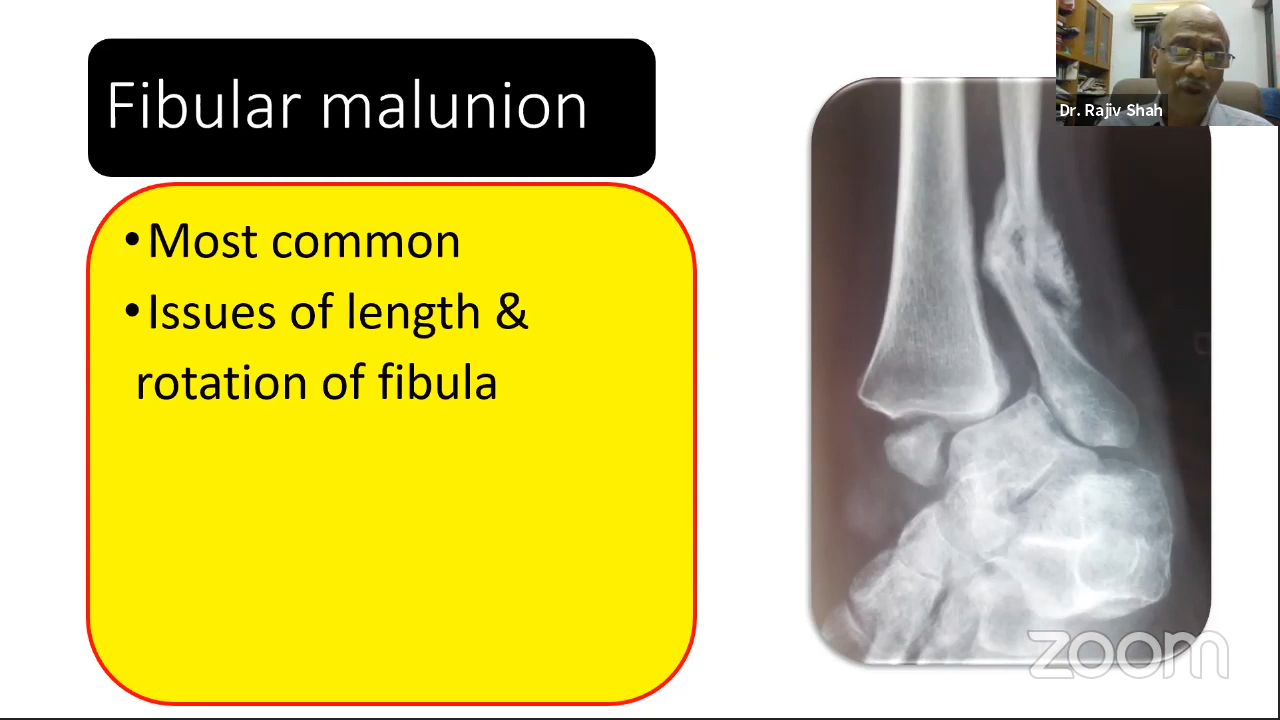 Fibular malunion
Dr. Rajiv Shah
•Most common
•Issues of length &
rotation of fibula
zoom